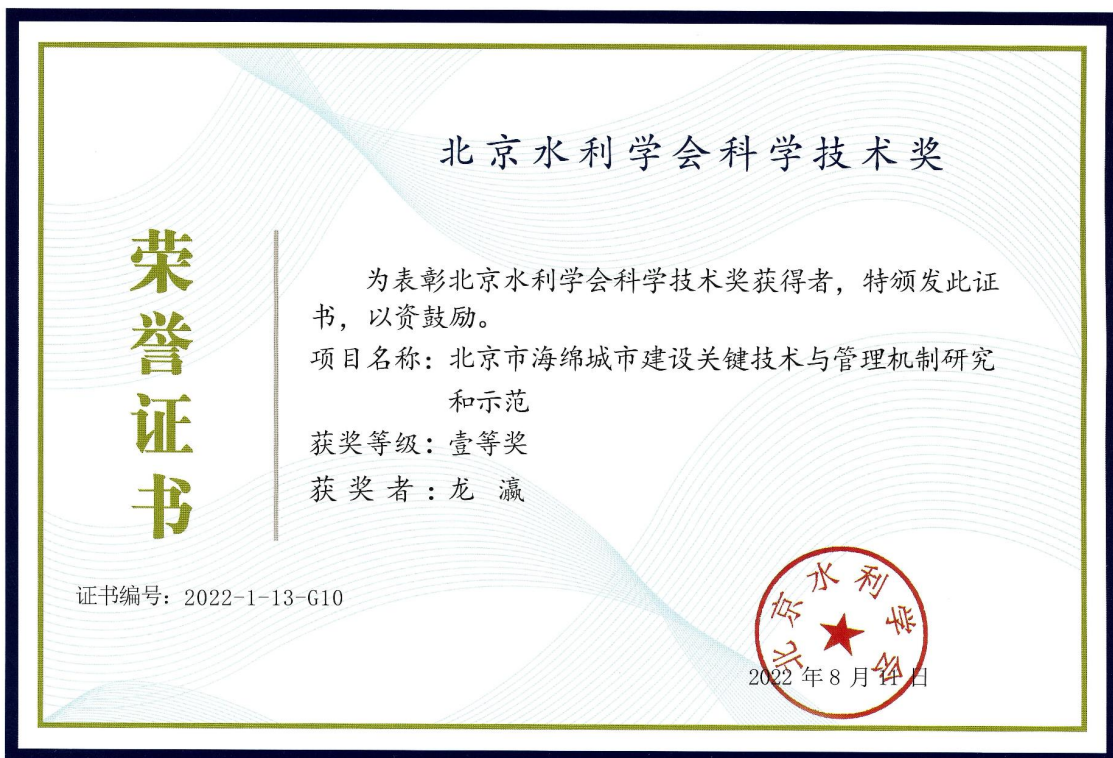 北京水利学会科学技术奖
荣誉证书
为表彰北京水利学会科学技术奖获得者，特颁发此证
书，以资鼓励。
项目名称：北京市海绵城市建设关键技术与管理机制研究
和示范
获奖等级：壹等奖
获奖者：龙 瀛
证书编号：2022-1-13-G10
北京水利学会
2022 年 8 月 11 日